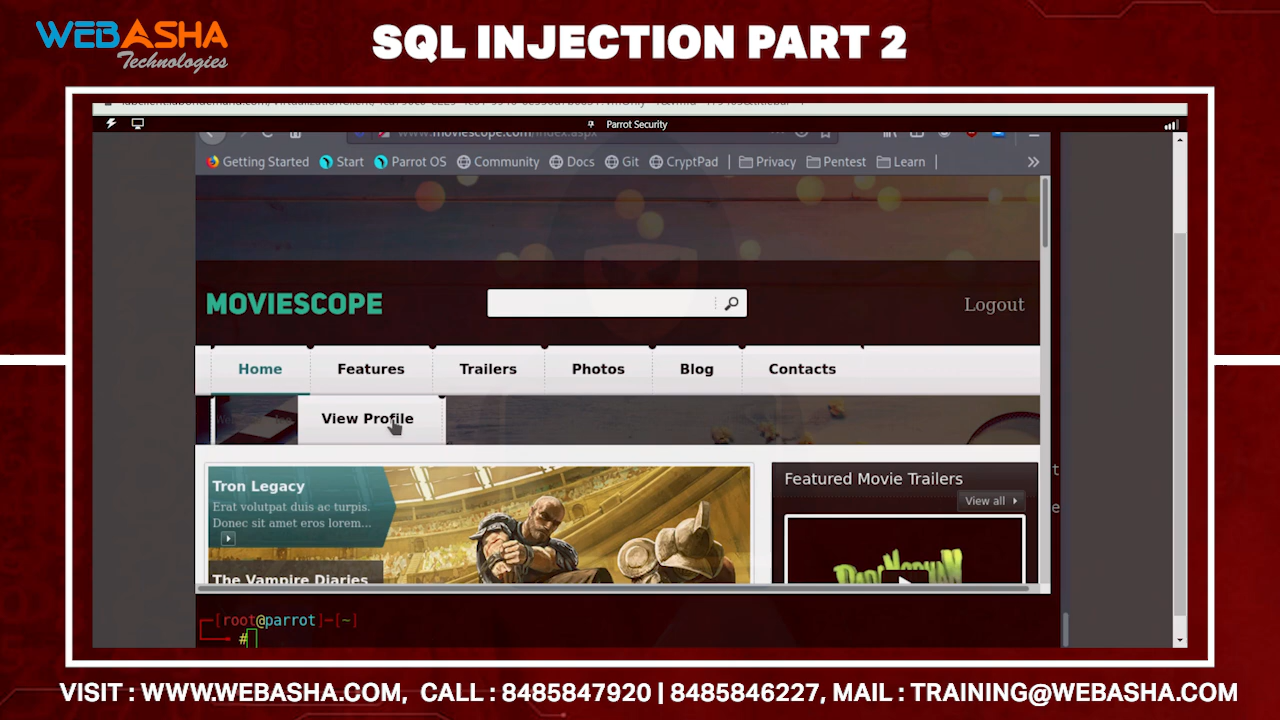 WEBASHA
Technologies
SQL INJECTION PART 2
Parrot Security
www.moviescope.com/index.aspx
Getting Started Start Parrot OS Community Docs Git CryptPad Privacy Pentest Learn
MOVIESCOPE
Logout
Home Features Trailers Photos Blog Contacts
View Profile
Tron Legacy
Erat volutpat duis ac turpis.
Donec sit amet eros lorem...
The Vampire Diaries
Featured Movie Trailers
View all
t
e
[root@parrot]-[~]
#
VISIT : WWW.WEBASHA.COM, CALL : 8485847920 | 8485846227, MAIL : TRAINING@WEBASHA.COM